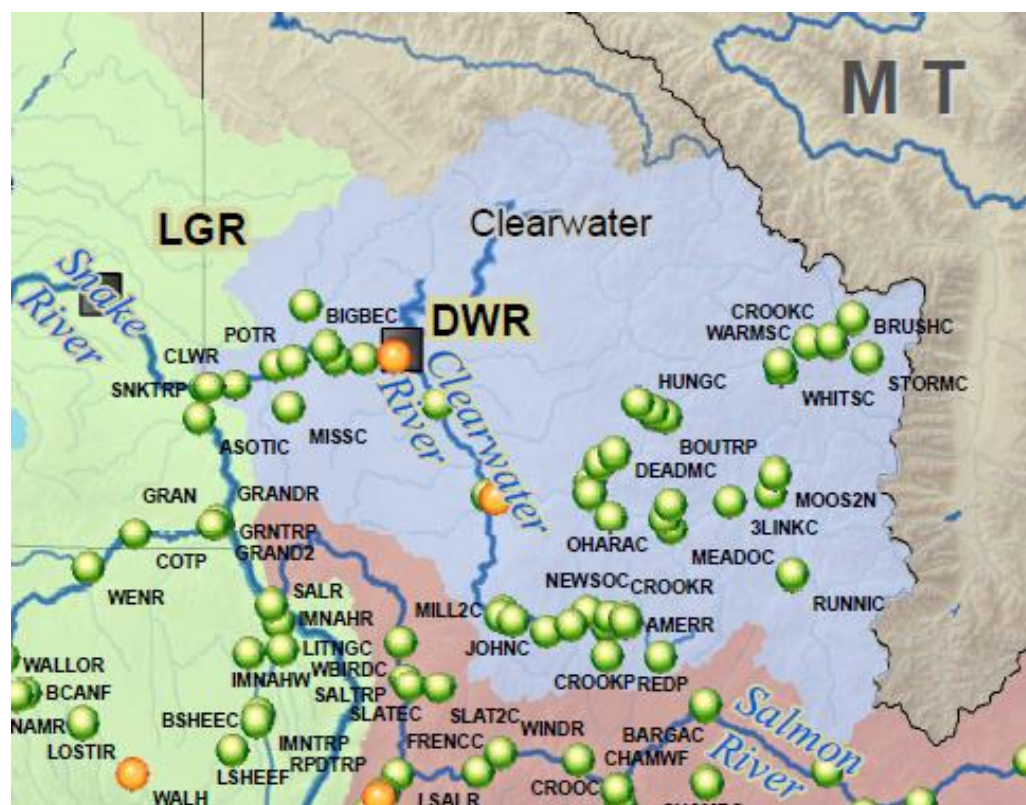 M T
Clearwater
LGR
Snake
River
BIGBEC
DWR
POTR
CROOKC
WARMSC
BRUSHC
CLWR
SNKTRP
STORMC
WHITSC
HUNGC
Clearwater
River
MISSC
ASOTIC
BOUTRP
DEADMC
GRAN
GRANDR
MOOS2N
3LINKC
GRNTRP
GRAND2
COTP
OHARAC
MEADOC
WENR
NEWSOC
CROOKR
RUNNIC
SALR
MILL2C
IMNAHR
AMERR
JOHNC
LITNGC
WBIRDC
IMNAHW
WALLOR
SALTRP
CROOKP
REDP
BCANF
SLATEC
SLAT2C
WINDR
BARGAC
Salmon
River
NAMR
LOSTIR
BSHEEC
IMNTRP
RPDTRP
FRENCC
CHAMWF
LSHEEF
CROOC
WALH
LSALR